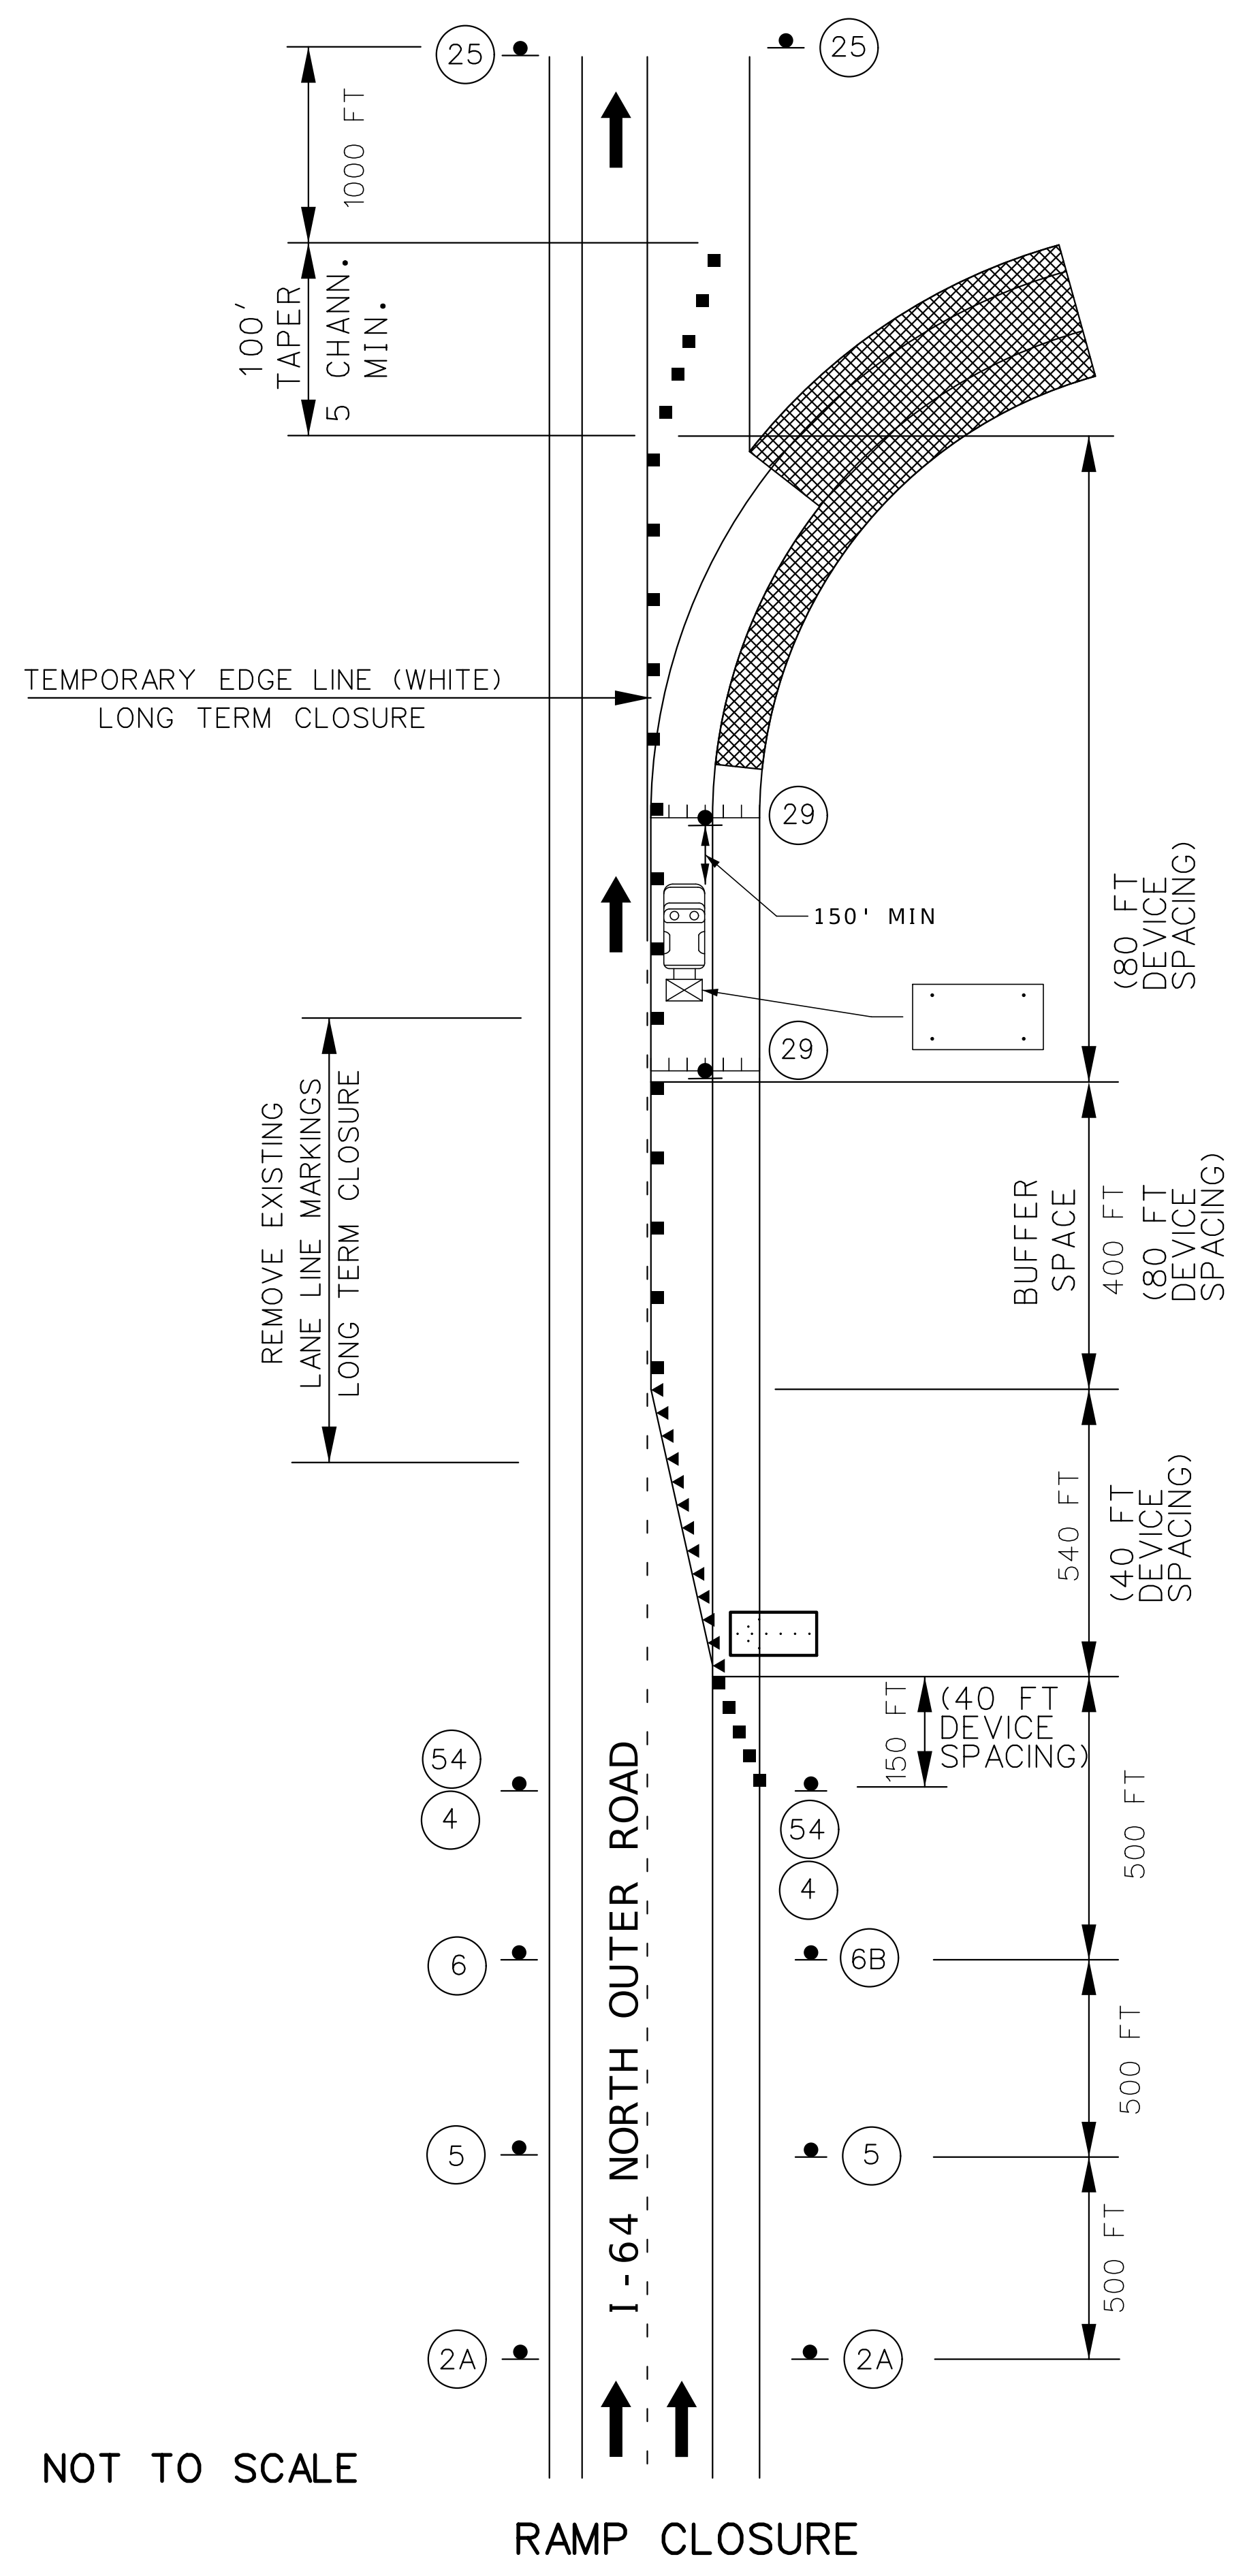 25
25
1000 FT
100'
TAPER
5 CHANN.
MIN.
TEMPORARY EDGE LINE (WHITE)
LONG TERM CLOSURE
29
150' MIN
(80 FT
DEVICE
SPACING)
29
REMOVE EXISTING
LANE LINE MARKINGS
LONG TERM CLOSURE
BUFFER
SPACE
400 FT
(80 FT
DEVICE
SPACING)
540 FT
(40 FT
DEVICE
SPACING)
150 FT
(40 FT
DEVICE
SPACING)
54
4
54
4
500 FT
I-64 NORTH OUTER ROAD
6
6B
500 FT
5
5
500 FT
2A
2A
NOT TO SCALE
RAMP CLOSURE